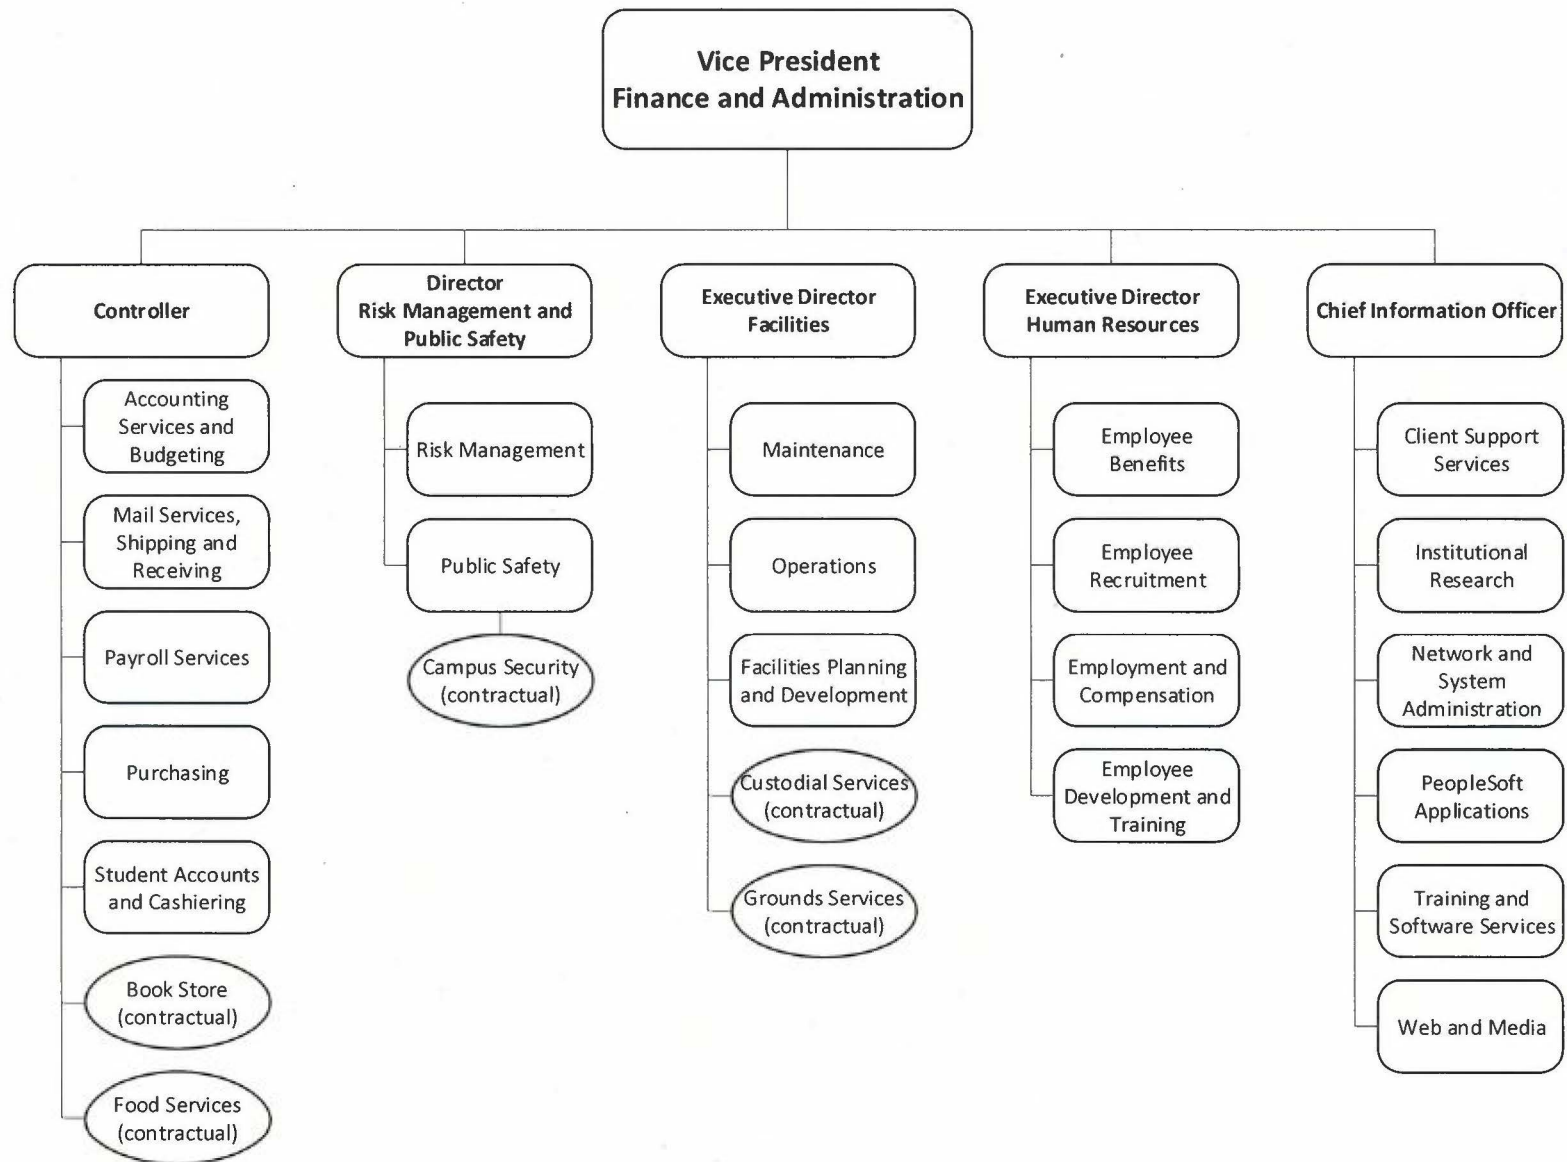 Vice President
Finance and Administration
Controller
Director
Risk Management and
Public Safety
Executive Director
Facilities
Executive Director
Human Resources
Chief Information Officer
Accounting
Services and
Budgeting
Mail Services,
Shipping and
Receiving
Payroll Services
Purchasing
Student Accounts
and Cashiering
Book Store
(contractual)
Food Services
(contractual)
Risk Management
Public Safety
Campus Security
(contractual)
Maintenance
Operations
Facilities Planning
and Development
Custodial Services
(contractual)
Grounds Services
(contractual)
Employee
Benefits
Employee
Recruitment
Employment and
Compensation
Employee
Development and
Training
Client Support
Services
Institutional
Research
Network and
System
Administration
PeopleSoft
Applications
Training and
Software Services
Web and Media